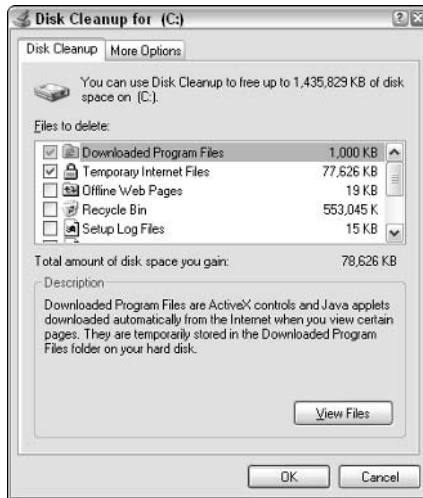 Disk Cleanup for (C:)
Disk Cleanup More Options
You can use Disk Cleanup to free up to 1,435,829 KB of disk
space on (C:).
Files to delete:
Downloaded Program Files 1,000 KB
Temporary Internet Files 77,626 KB
Offline Web Pages 19 KB
Recycle Bin 553,045 K
Setup Log Files 15 KB
Total amount of disk space you gain: 78,626 KB
Description
Downloaded Program Files are ActiveX controls and Java applets
downloaded automatically from the Internet when you view certain
pages. They are temporarily stored in the Downloaded Program
Files folder on your hard disk.
View Files
OK Cancel